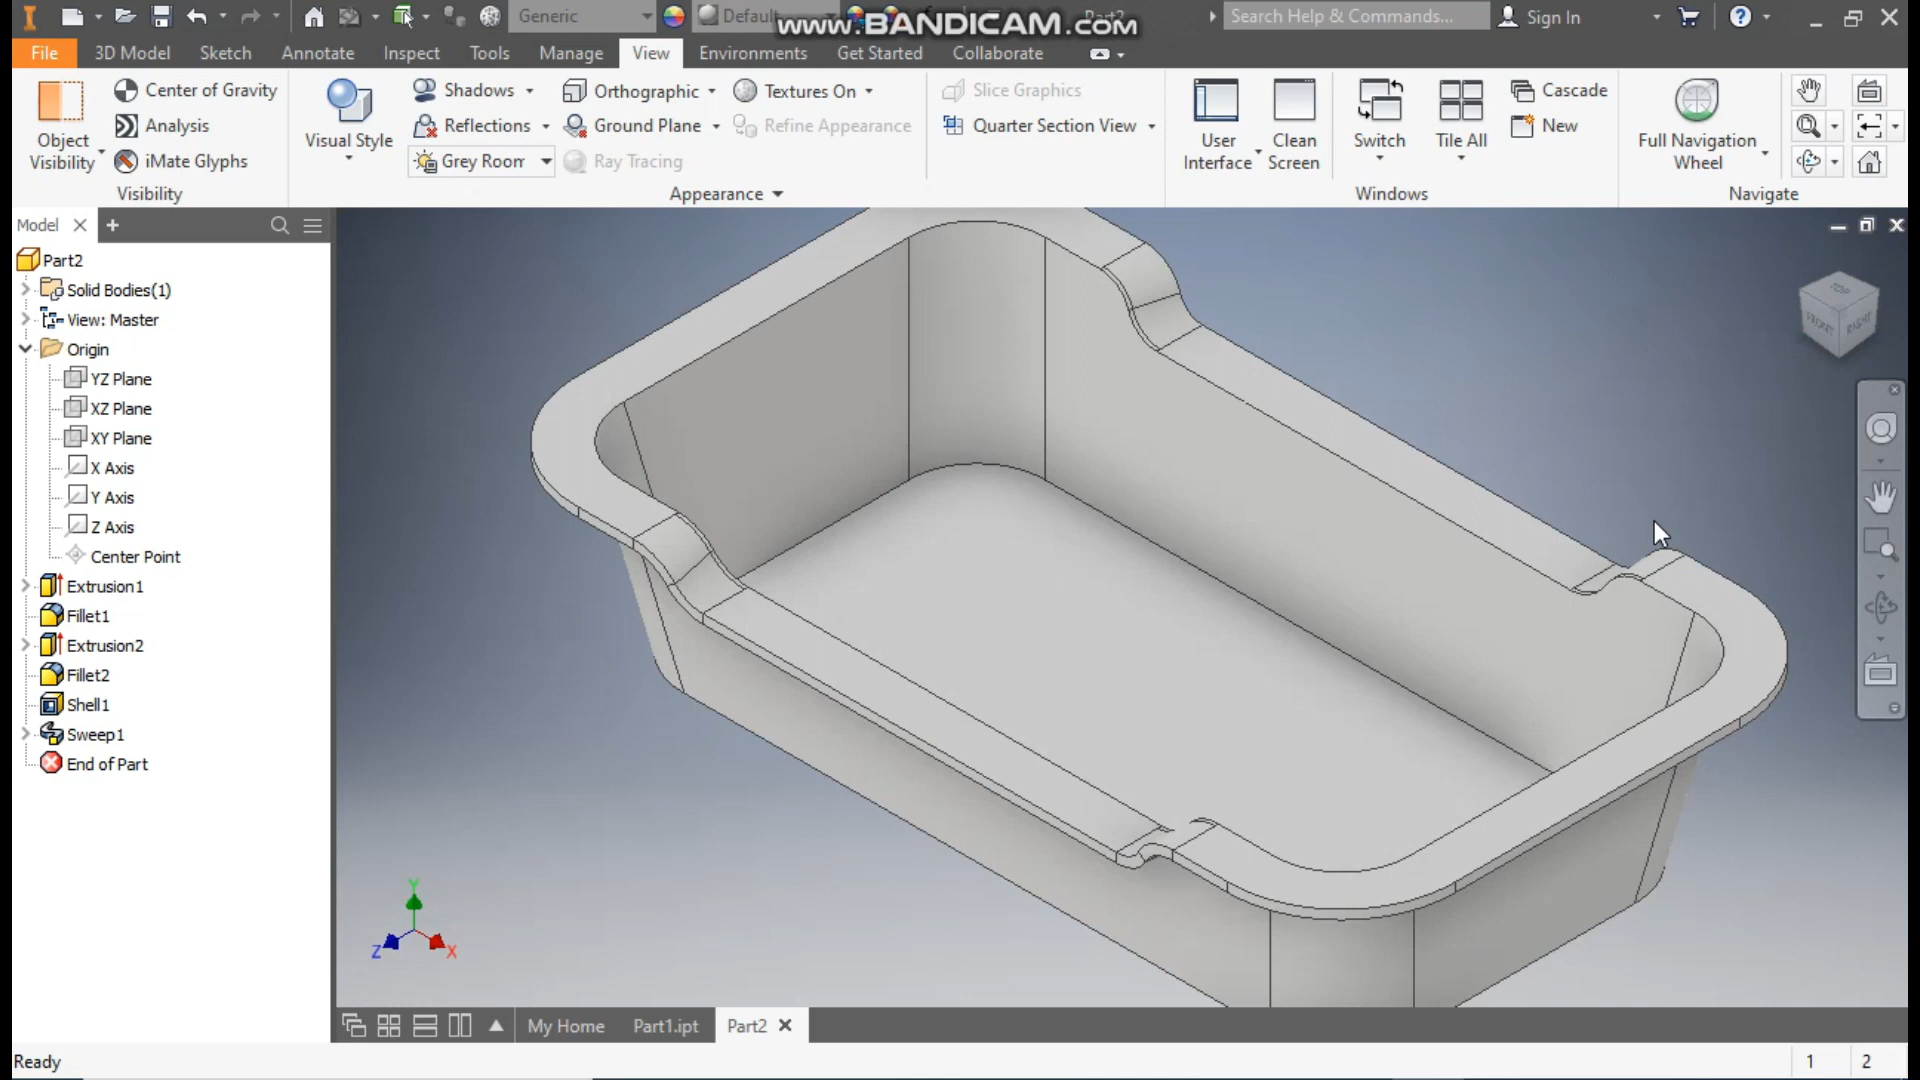 Generic
Default
www.BANDICAM.com
Search Help & Commands...
Sign In
File
3D Model
Sketch
Annotate
Inspect
Tools
Manage
View
Environments
Get Started
Collaborate
Object
Visibility
Center of Gravity
Analysis
iMate Glyphs
Visibility
Visual Style
Shadows
Reflections
Grey Room
Orthographic
Ground Plane
Ray Tracing
Textures On
Refine Appearance
Appearance
Slice Graphics
Quarter Section View
User
Interface
Clean
Screen
Switch
Tile All
Cascade
New
Windows
Full Navigation
Wheel
Navigate
Model
Part2
Solid Bodies(1)
View: Master
Origin
YZ Plane
XZ Plane
XY Plane
X Axis
Y Axis
Z Axis
Center Point
Extrusion1
Fillet1
Extrusion2
Fillet2
Shell1
Sweep1
End of Part
TOP
FRONT
RIGHT
Y
Z
X
My Home
Part1.ipt
Part2
Ready
1
2